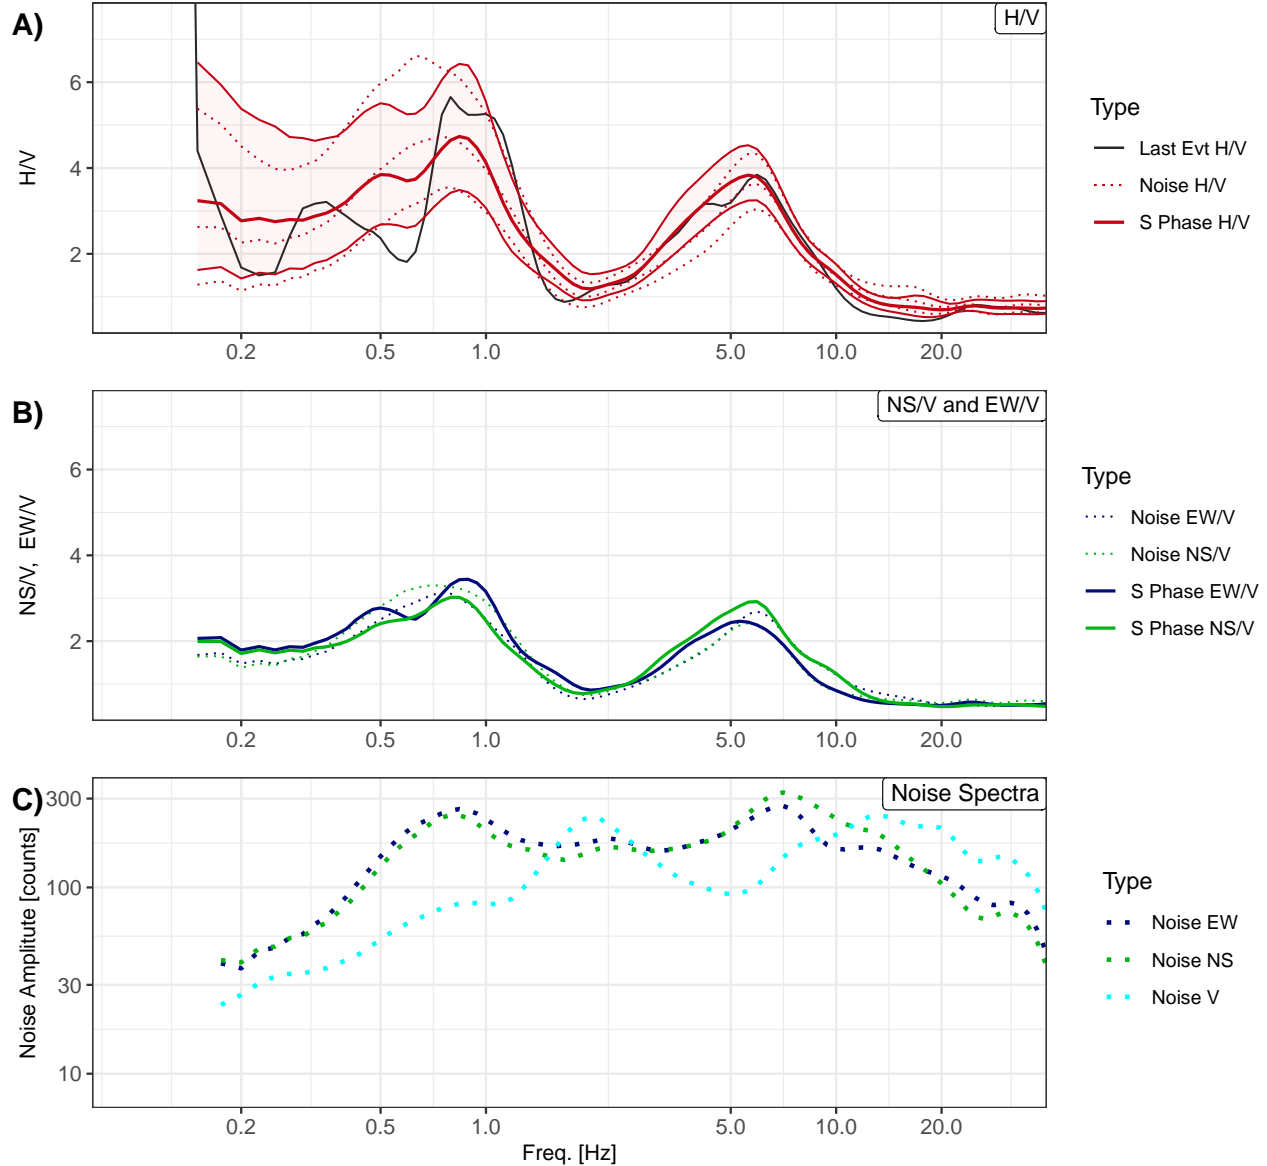 A)
H/V
6
4
2
H/V
0.2 0.5 1.0 5.0 10.0 20.0
Type
Last Evt H/V
Noise H/V
S Phase H/V
B)
NS/V and EW/V
6
4
2
NS/V, EW/V
0.2 0.5 1.0 5.0 10.0 20.0
Type
Noise EW/V
Noise NS/V
S Phase EW/V
S Phase NS/V
C)
Noise Spectra
300
100
30
10
Noise Amplitute [counts]
0.2 0.5 1.0 5.0 10.0 20.0
Freq. [Hz]
Type
Noise EW
Noise NS
Noise V